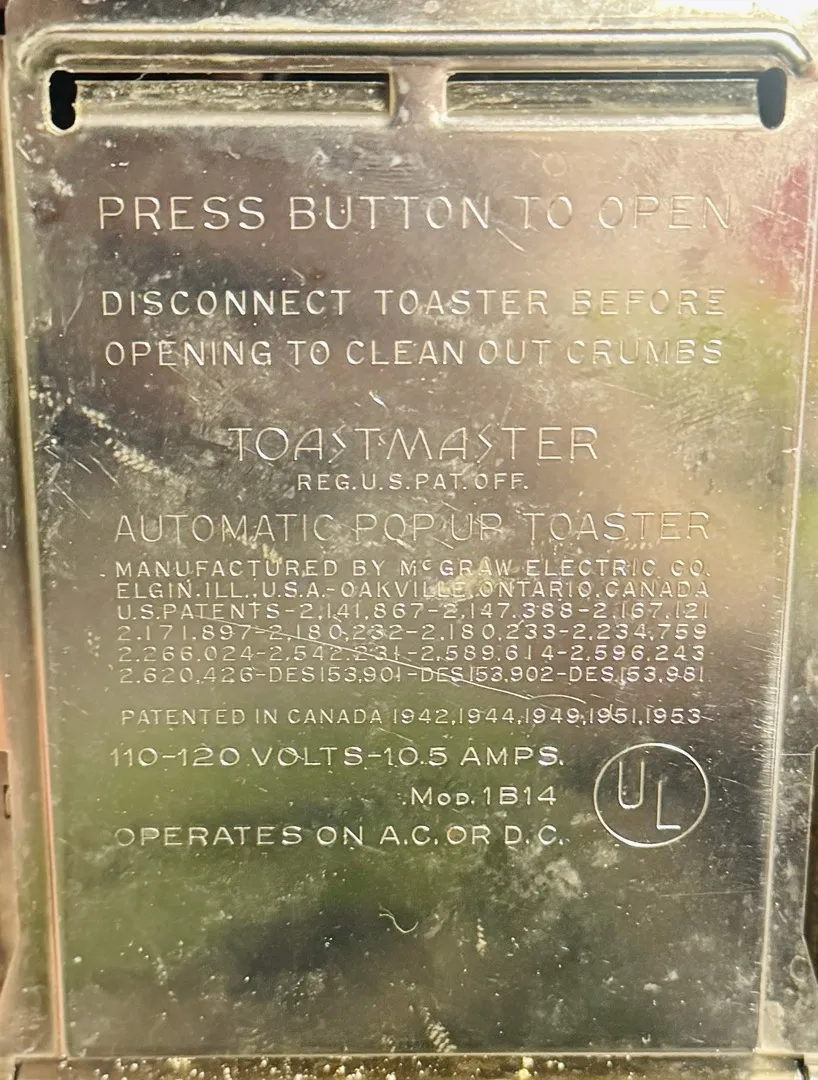 PRESS BUTTON TO OPEN
DISCONNECT TOASTER BEFORE
OPENING TO CLEAN OUT CRUMBS
TOASTMASTER
REG.U.S.PAT.OFF.
AUTOMATIC POP-UP TOASTER
MANUFACTURED BY McGRAW ELECTRIC CO.
ELGIN.ILL.,U.S.A.-OAKVILLE,ONTARIO,CANADA
U.S.PATENTS-2,141,867-2,147,388-2,167,121
2,171,897-2,180,232-2,180,233-2,234,759
2,266,024-2,542,231-2,589,614-2,596,243
2,620,426-DES153,901-DES153,902-DES.153,981
PATENTED IN CANADA 1942,1944,1949,1951,1953
110-120 VOLTS-10.5 AMPS.
MOD.1B14
UL
OPERATES ON A.C.OR D.C.